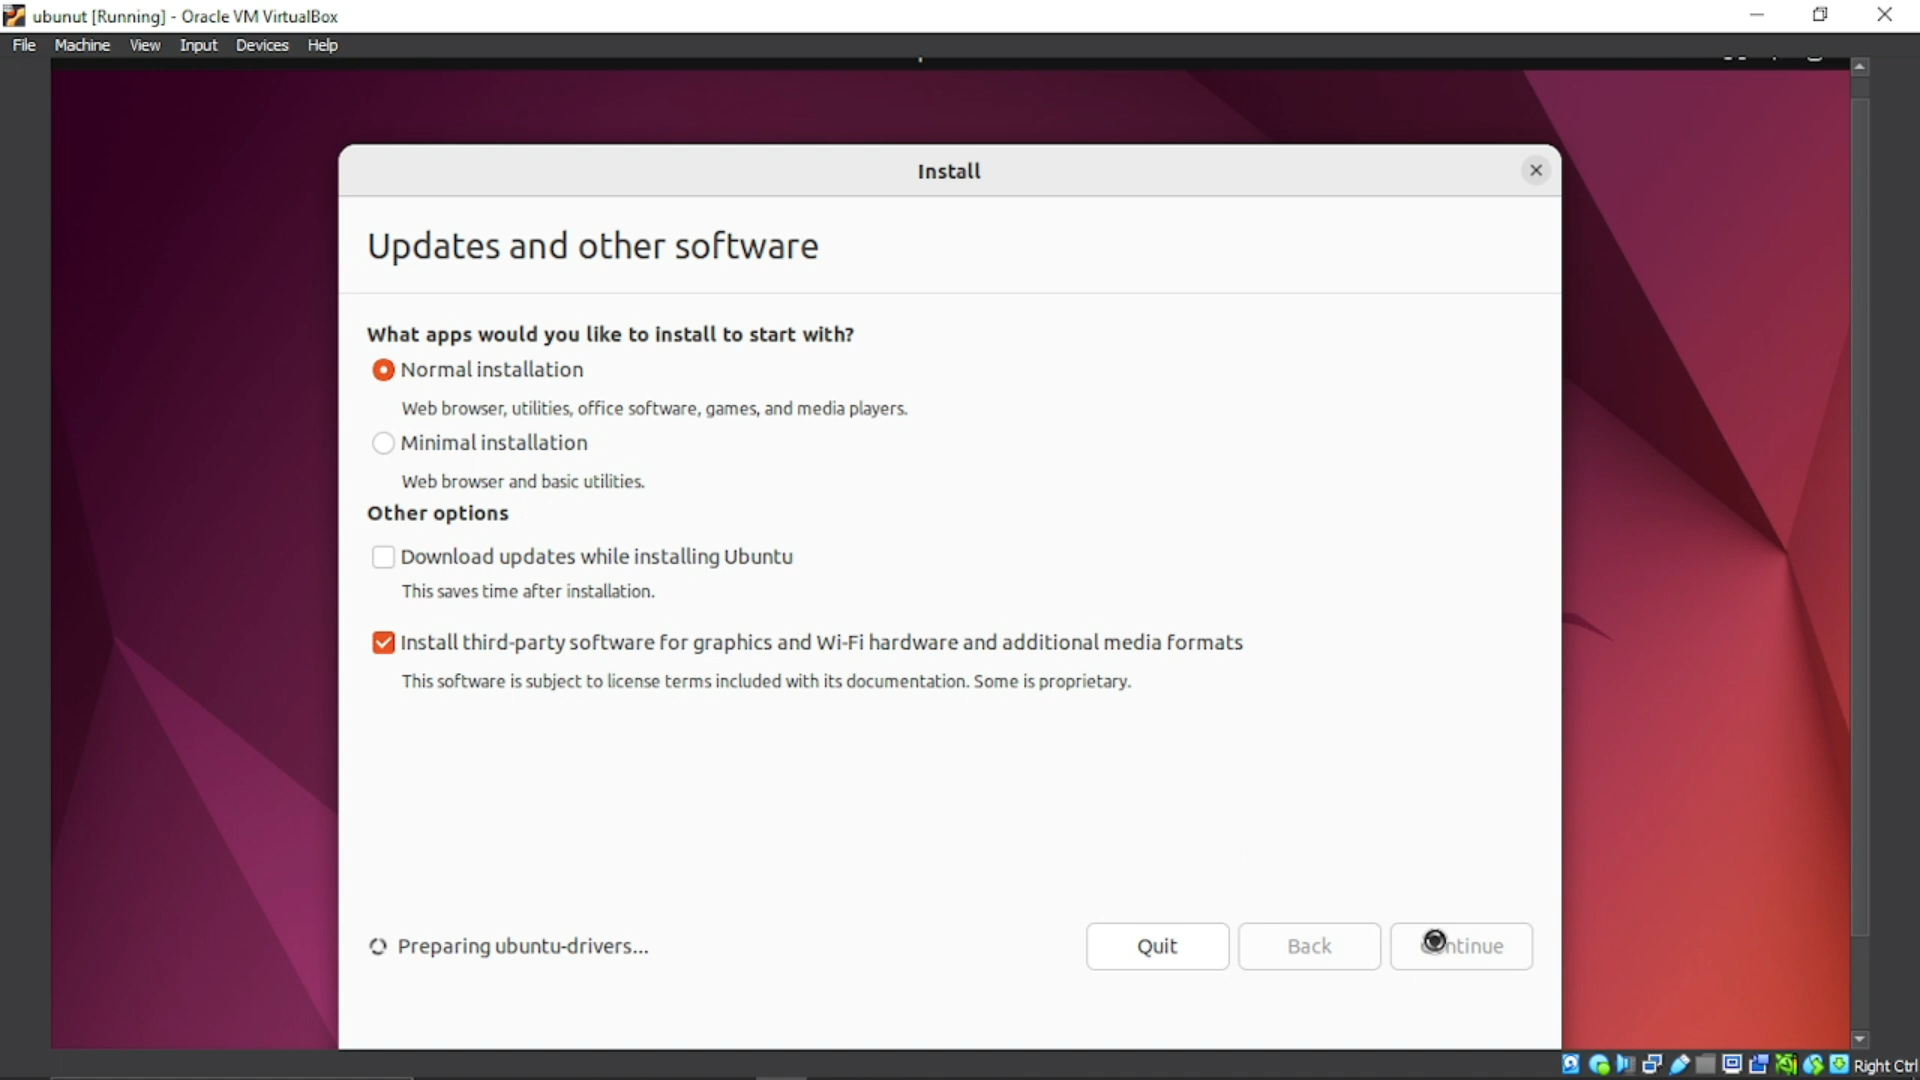 ubunut [Running] - Oracle VM VirtualBox
File Machine View Input Devices Help
Install
Updates and other software
What apps would you like to install to start with?
Normal installation
Web browser, utilities, office software, games, and media players.
Minimal installation
Web browser and basic utilities.
Other options
Download updates while installing Ubuntu
This saves time after installation.
Install third-party software for graphics and Wi-Fi hardware and additional media formats
This software is subject to license terms included with its documentation. Some is proprietary.
Preparing ubuntu-drivers...
Quit Back Continue
Right Ctrl